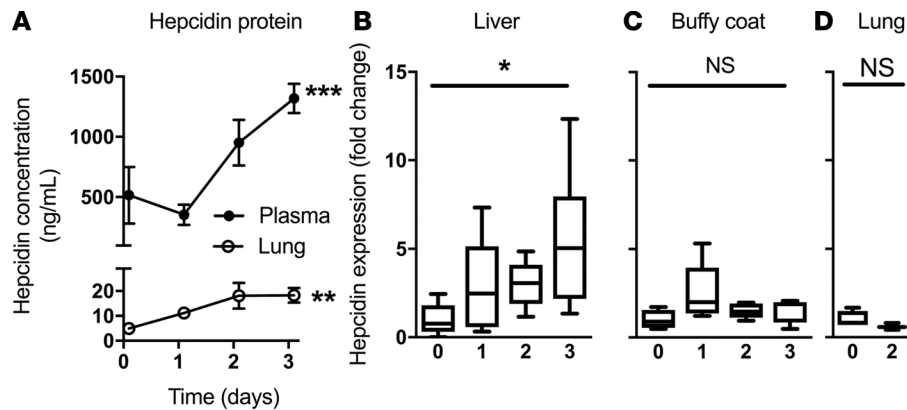 A Hepcidin protein
Hepcidin concentration
(ng/mL)
1500
1000
500
20
10
0
***
Plasma
Lung
**
0 1 2 3
Time (days)
B Liver
Hepcidin expression (fold change)
15
10
5
0
*
0 1 2 3
C Buffy coat
NS
0 1 2 3
D Lung
NS
0 2